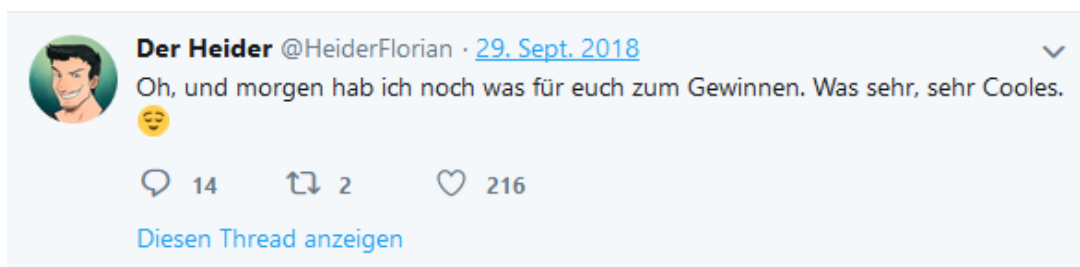 Der Heider @HeiderFlorian · 29. Sept. 2018
Oh, und morgen hab ich noch was für euch zum Gewinnen. Was sehr, sehr Cooles.
😌
14 2 216
Diesen Thread anzeigen